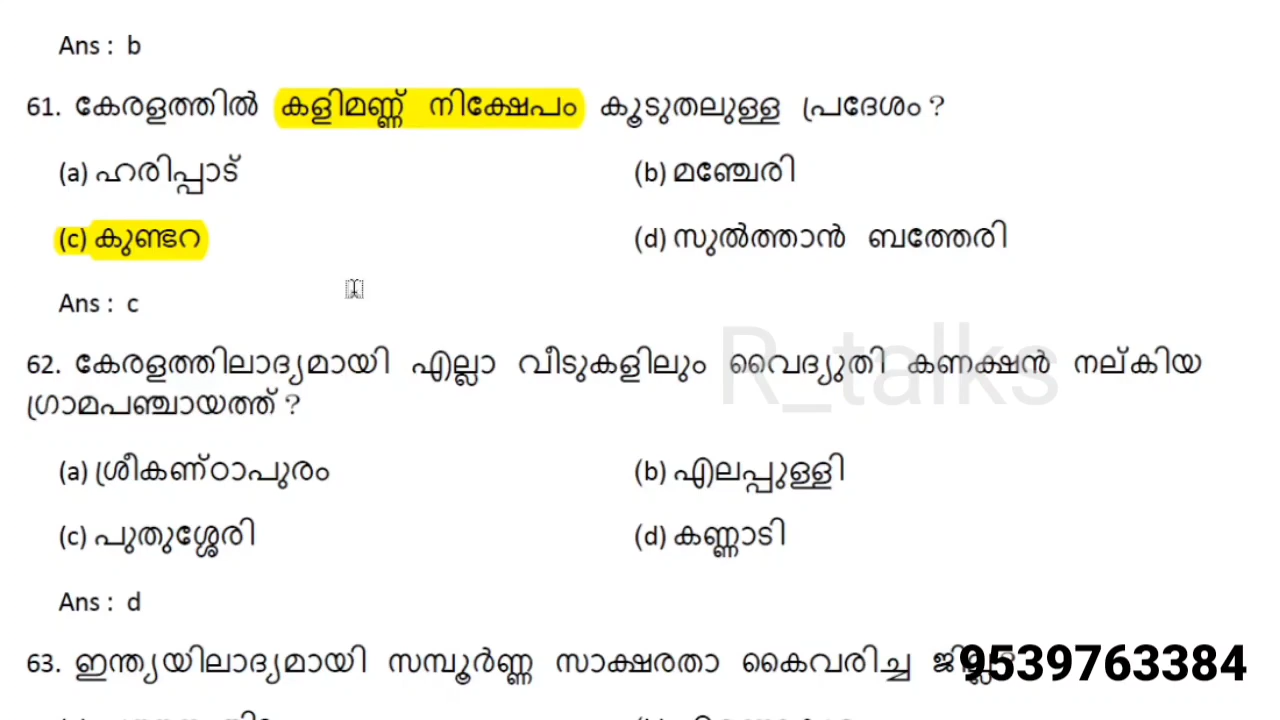 Ans : b
61. കേരളത്തിൽ കളിമണ്ണ് നിക്ഷേപം കൂടുതലുള്ള പ്രദേശം ?
(a) ഹരിപ്പാട് (b) മഞ്ചേരി
(c) കുണ്ടറ (d) സുൽത്താൻ ബത്തേരി
Ans : c
R_talks
62. കേരളത്തിലാദ്യമായി എല്ലാ വീടുകളിലും വൈദ്യുതി കണക്ഷൻ നല്കിയ
ഗ്രാമപഞ്ചായത്ത് ?
(a) ശ്രീകണ്ഠാപുരം (b) എലപ്പുള്ളി
(c) പുതുശ്ശേരി (d) കണ്ണാടി
Ans : d
63. ഇന്ത്യയിലാദ്യമായി സമ്പൂർണ്ണ സാക്ഷരതാ കൈവരിച്ച
9539763384